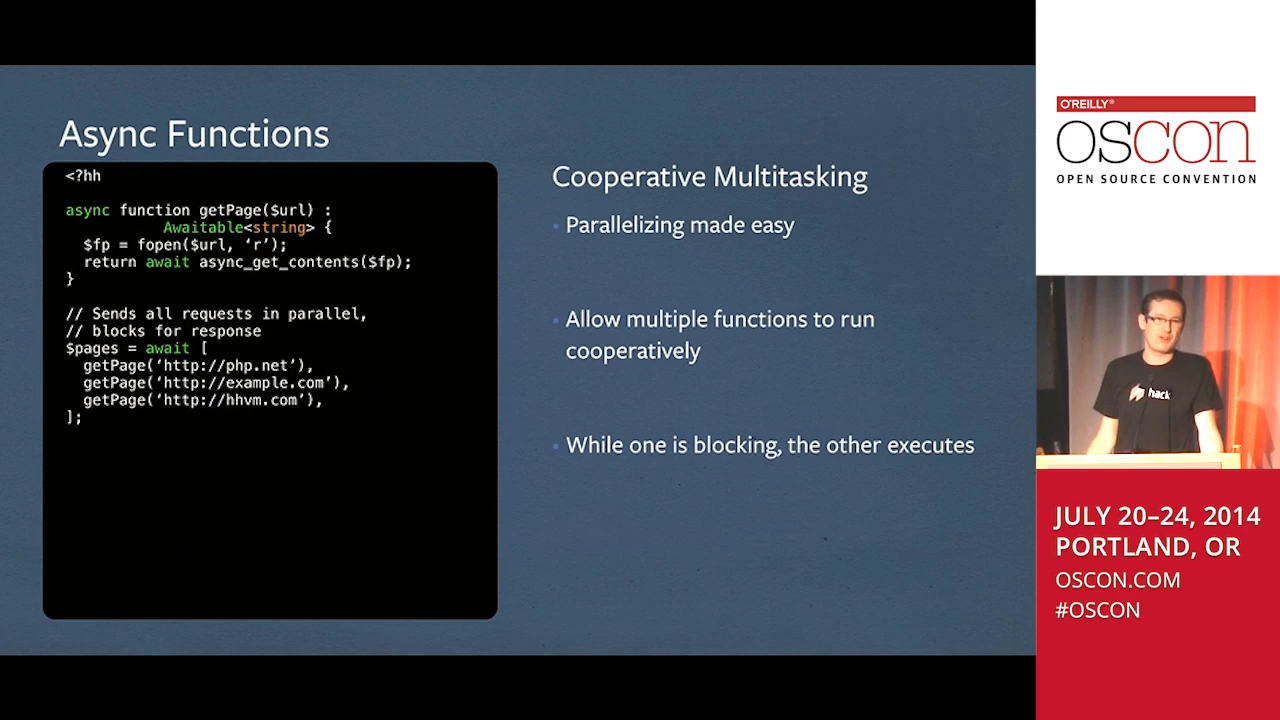 Async Functions
<?hh
async function getPage($url) :
Awaitable<string> {
$fp = fopen($url, ‘r’);
return await async_get_contents($fp);
}
// Sends all requests in parallel,
// blocks for response
$pages = await [
getPage(‘http://php.net’),
getPage(‘http://example.com’),
getPage(‘http://hhvm.com’),
];
Cooperative Multitasking
Parallelizing made easy
Allow multiple functions to run
cooperatively
While one is blocking, the other executes
O'REILLY®
OSCON
OPEN SOURCE CONVENTION
hack
JULY 20–24, 2014
PORTLAND, OR
OSCON.COM
#OSCON